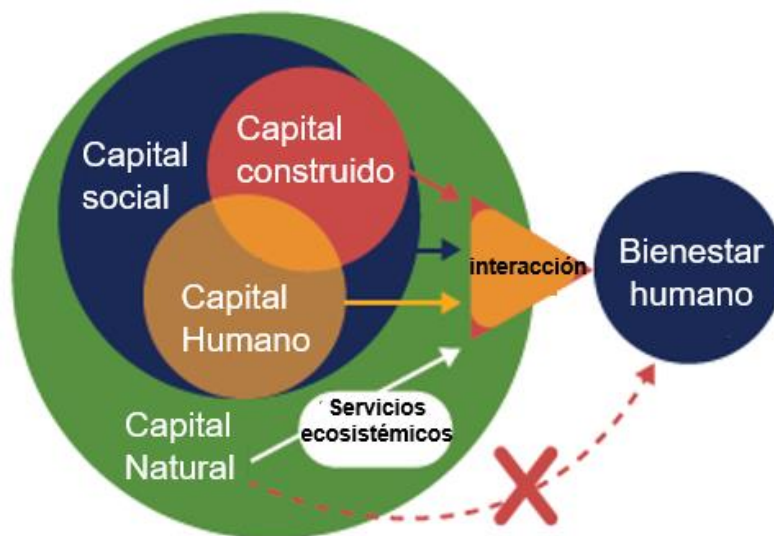 Capital
construido
Capital
social
Capital
Humano
interacción
Bienestar
humano
Servicios
ecosistémicos
Capital
Natural